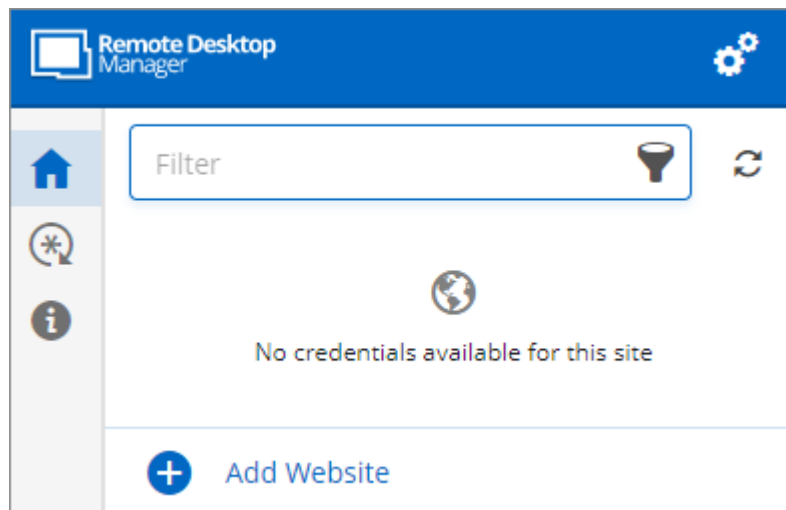 Remote Desktop
Manager
Filter
No credentials available for this site
Add Website